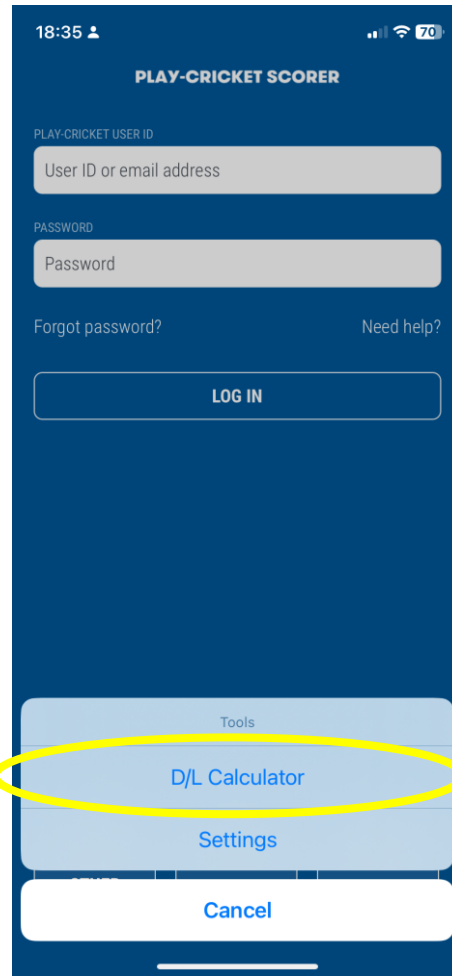 18:35
70
PLAY-CRICKET SCORER
PLAY-CRICKET USER ID
User ID or email address
PASSWORD
Password
Forgot password? Need help?
LOG IN
Tools
D/L Calculator
Settings
Cancel